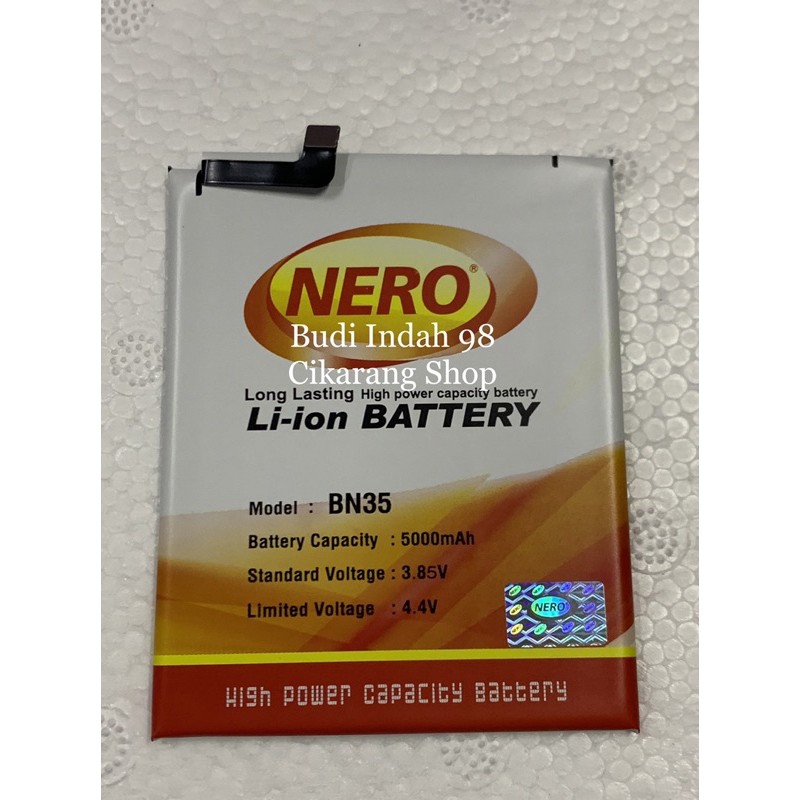 NERO®
Budi Indah 98
Cikarang Shop
Long Lasting High power capacity battery
Li-ion BATTERY
Model : BN35
Battery Capacity : 5000mAh
Standard Voltage : 3.85V
Limited Voltage : 4.4V
NERO
High Power Capacity Battery